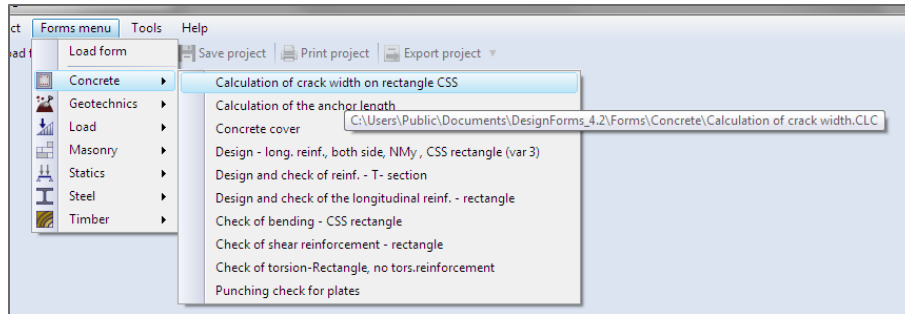 ct Forms menu Tools Help
Load form
Save project Print project Export project
Concrete
Geotechnics
Load
Masonry
Statics
Steel
Timber
Calculation of crack width on rectangle CSS
Calculation of the anchor length
C:\Users\Public\Documents\DesignForms_4.2\Forms\Concrete\Calculation of crack width.CLC
Concrete cover
Design - long. reinf., both side, NMy , CSS rectangle (var 3)
Design and check of reinf. - T- section
Design and check of the longitudinal reinf. - rectangle
Check of bending - CSS rectangle
Check of shear reinforcement - rectangle
Check of torsion-Rectangle, no tors.reinforcement
Punching check for plates